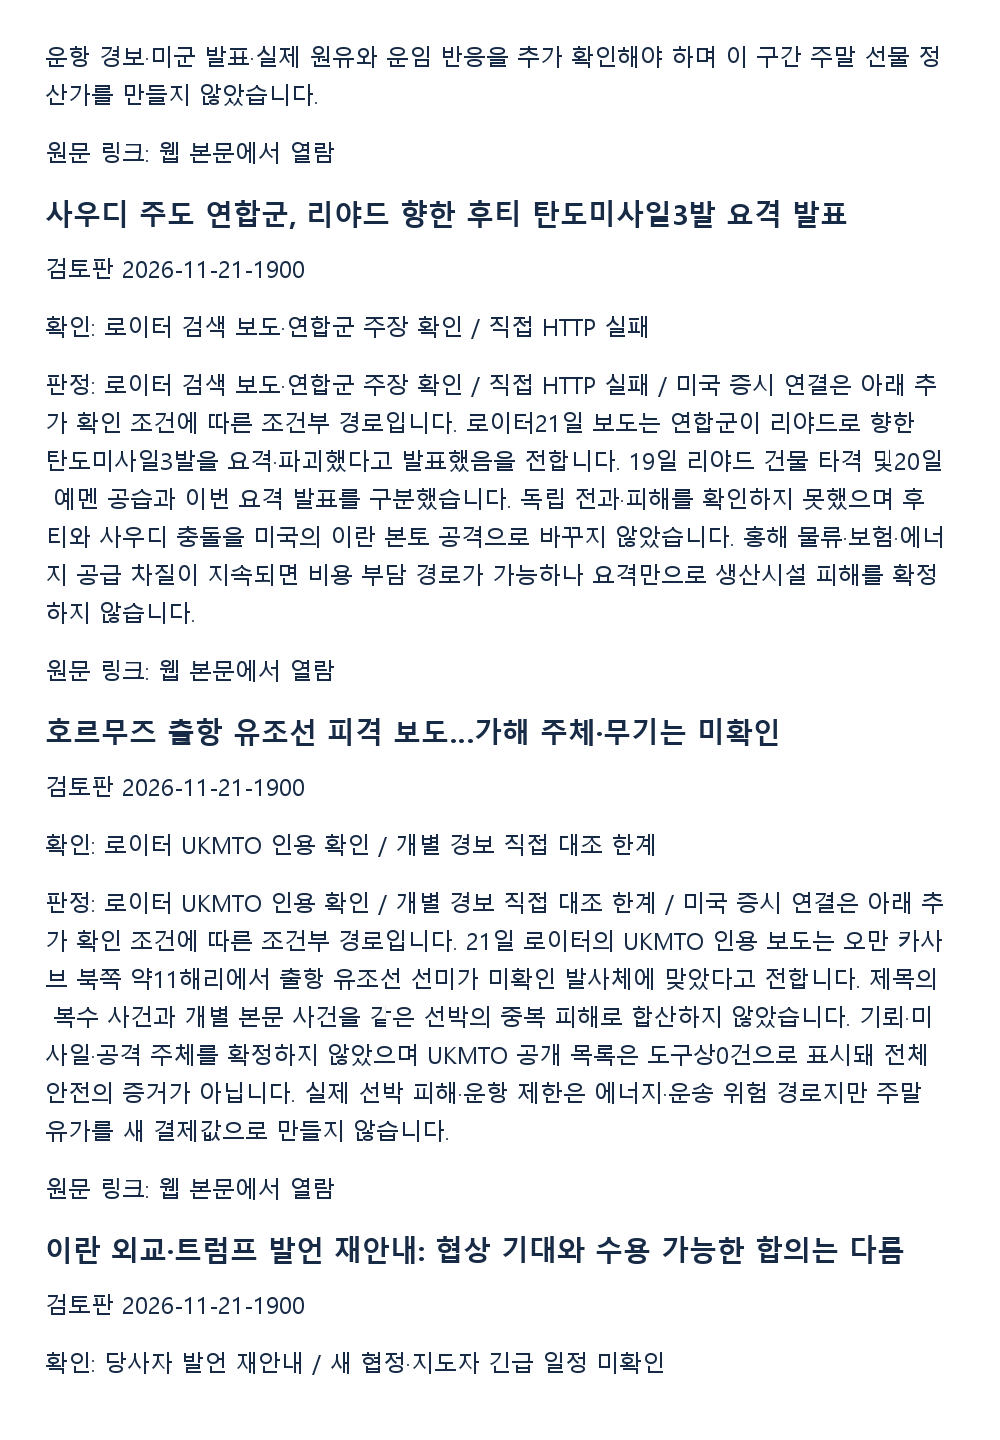 운항 경보·미군 발표·실제 원유와 운임 반응을 추가 확인해야 하며 이 구간 주말 선물 정
산가를 만들지 않았습니다.
원문 링크: 웹 본문에서 열람
사우디 주도 연합군, 리야드 향한 후티 탄도미사일3발 요격 발표
검토판 2026-11-21-1900
확인: 로이터 검색 보도·연합군 주장 확인 / 직접 HTTP 실패
판정: 로이터 검색 보도·연합군 주장 확인 / 직접 HTTP 실패 / 미국 증시 연결은 아래 추
가 확인 조건에 따른 조건부 경로입니다. 로이터21일 보도는 연합군이 리야드로 향한
탄도미사일3발을 요격·파괴했다고 발표했음을 전합니다. 19일 리야드 건물 타격 및20일
예멘 공습과 이번 요격 발표를 구분했습니다. 독립 전과·피해를 확인하지 못했으며 후
티와 사우디 충돌을 미국의 이란 본토 공격으로 바꾸지 않았습니다. 홍해 물류·보험·에너
지 공급 차질이 지속되면 비용 부담 경로가 가능하나 요격만으로 생산시설 피해를 확정
하지 않습니다.
원문 링크: 웹 본문에서 열람
호르무즈 출항 유조선 피격 보도...가해 주체·무기는 미확인
검토판 2026-11-21-1900
확인: 로이터 UKMTO 인용 확인 / 개별 경보 직접 대조 한계
판정: 로이터 UKMTO 인용 확인 / 개별 경보 직접 대조 한계 / 미국 증시 연결은 아래 추
가 확인 조건에 따른 조건부 경로입니다. 21일 로이터의 UKMTO 인용 보도는 오만 카사
브 북쪽 약11해리에서 출항 유조선 선미가 미확인 발사체에 맞았다고 전합니다. 제목의
복수 사건과 개별 본문 사건을 같은 선박의 중복 피해로 합산하지 않았습니다. 기뢰·미
사일·공격 주체를 확정하지 않았으며 UKMTO 공개 목록은 도구상0건으로 표시돼 전체
안전의 증거가 아닙니다. 실제 선박 피해·운항 제한은 에너지·운송 위험 경로지만 주말
유가를 새 결제값으로 만들지 않습니다.
원문 링크: 웹 본문에서 열람
이란 외교·트럼프 발언 재안내: 협상 기대와 수용 가능한 합의는 다름
검토판 2026-11-21-1900
확인: 당사자 발언 재안내 / 새 협정·지도자 긴급 일정 미확인